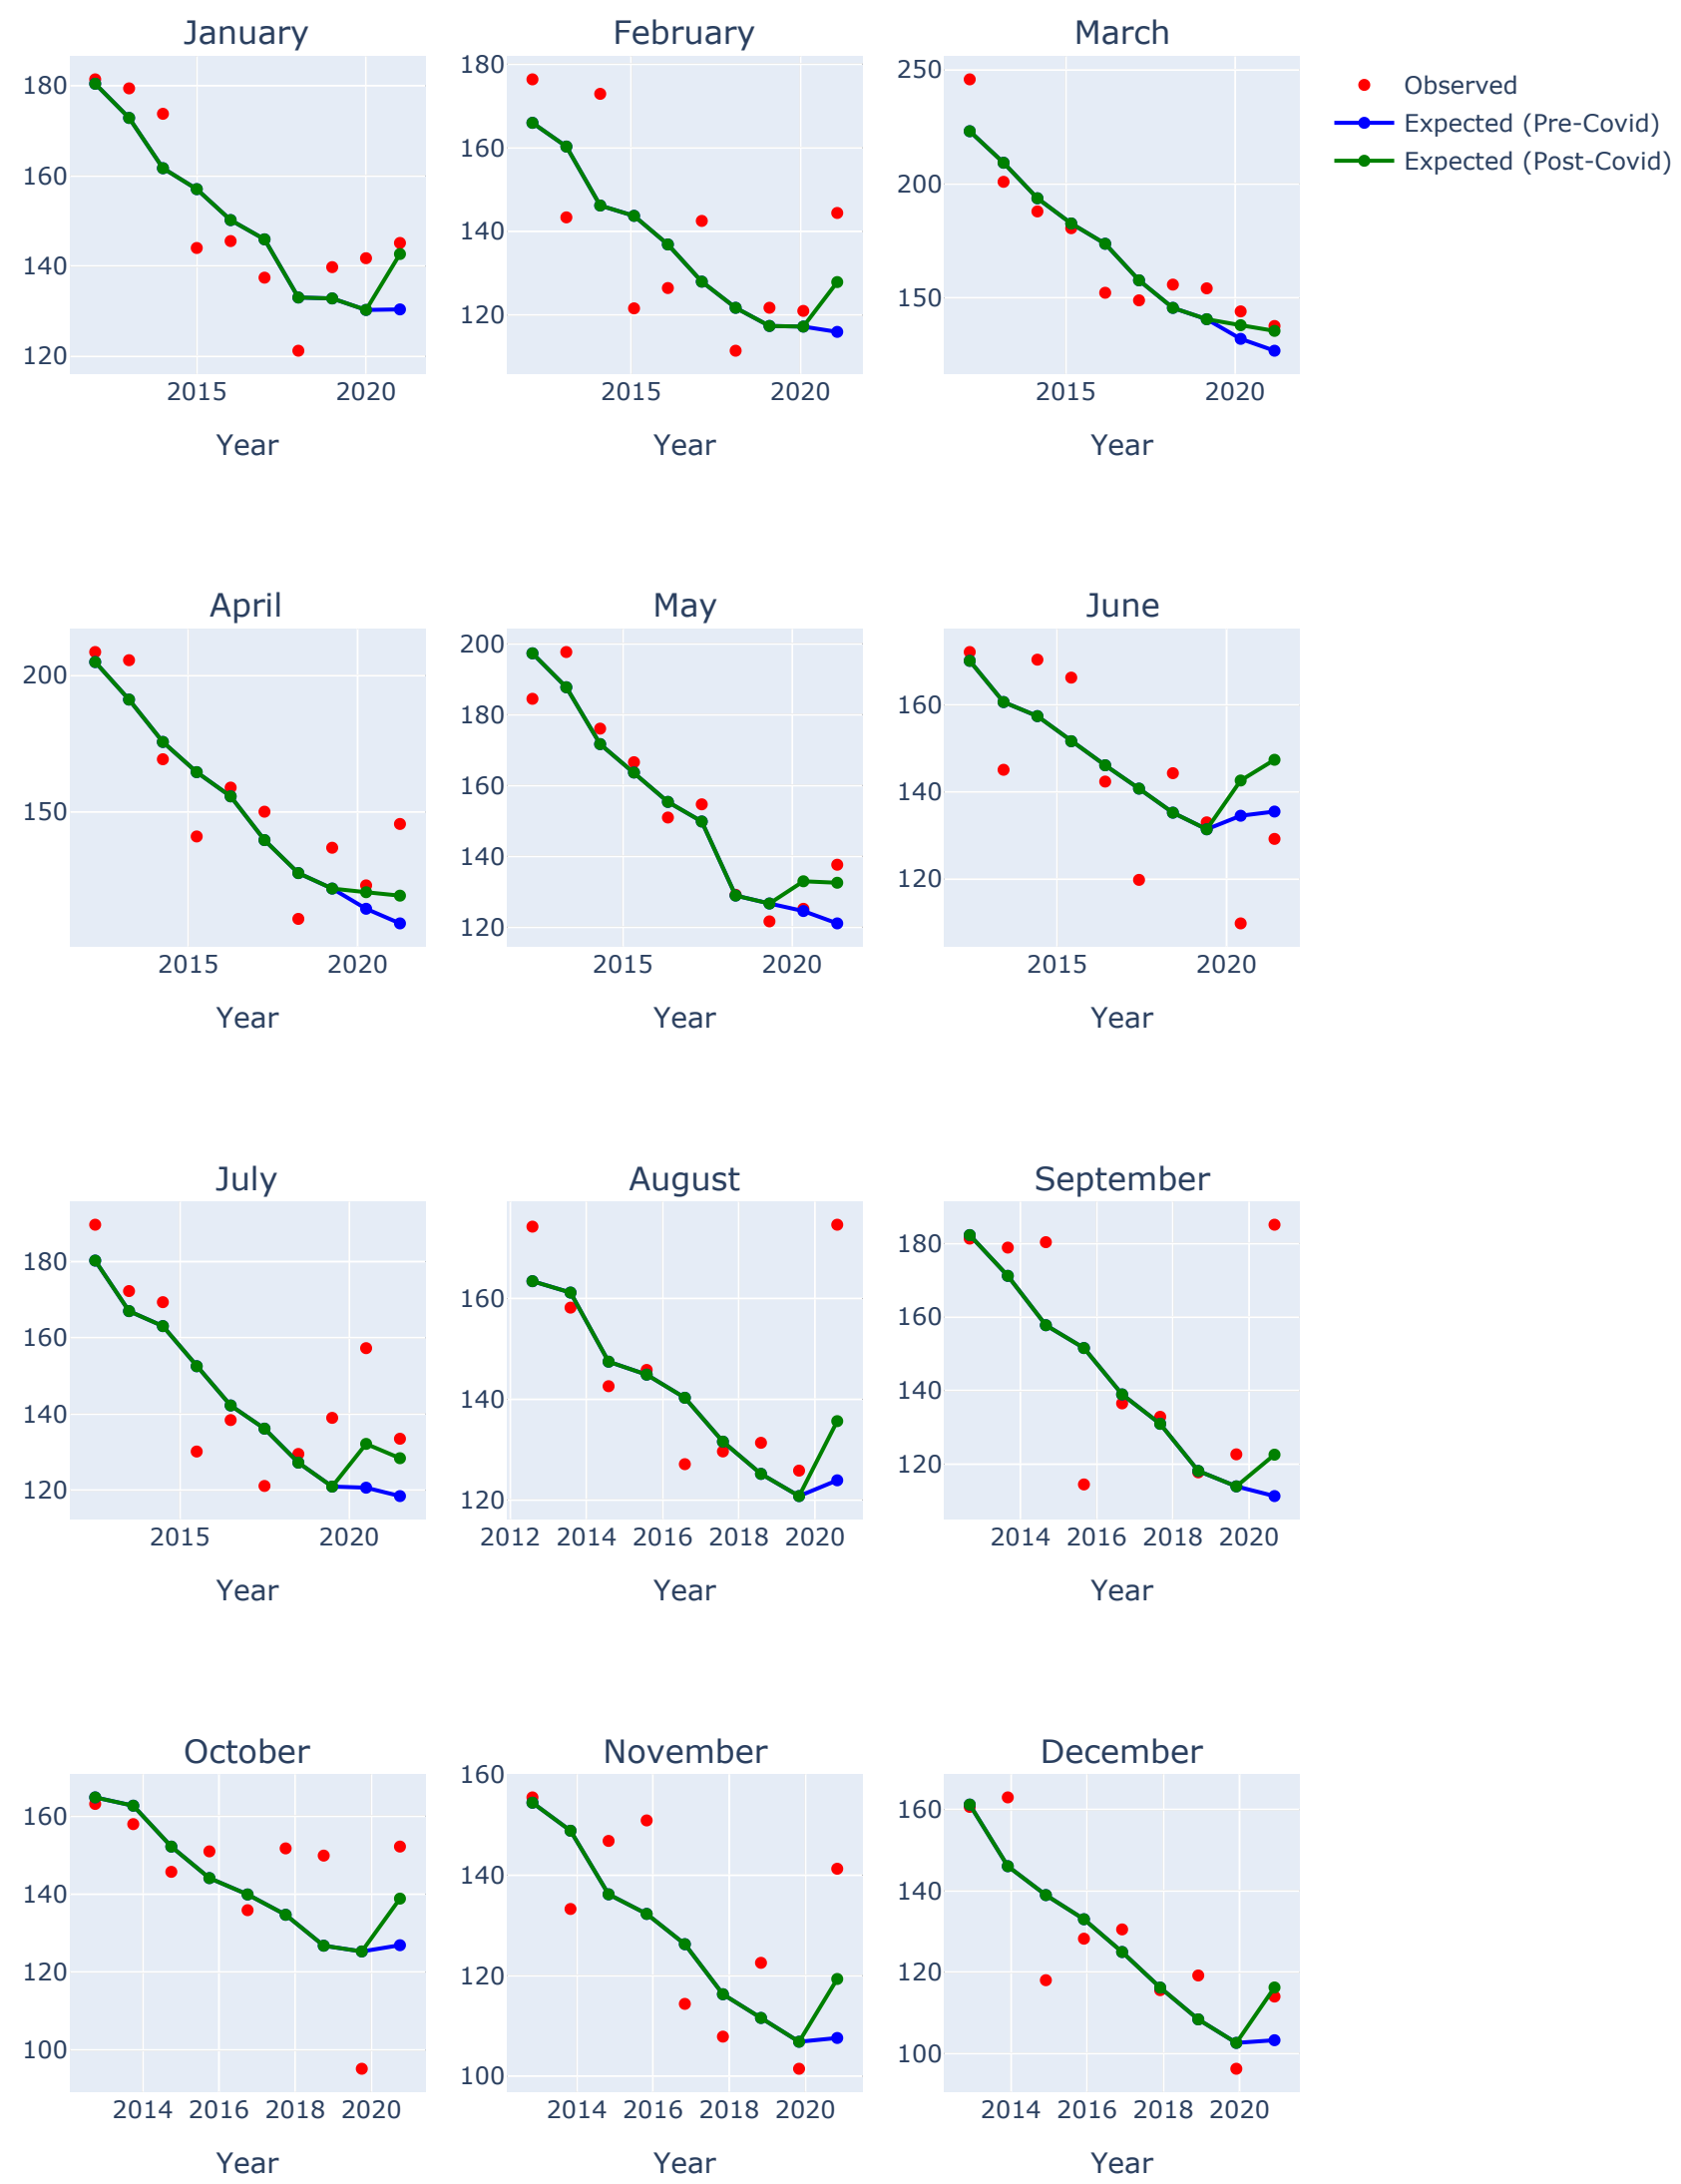 January
February
March
180
160
140
120
2015
2020
Year
180
160
140
120
2015
2020
Year
250
200
150
2015
2020
Year
Observed
Expected (Pre-Covid)
Expected (Post-Covid)
April
May
June
200
150
2015
2020
Year
200
180
160
140
120
2015
2020
Year
160
140
120
2015
2020
Year
July
August
September
180
160
140
120
2015
2020
Year
160
140
120
2012
2014
2016
2018
2020
Year
180
160
140
120
2014
2016
2018
2020
Year
October
November
December
160
140
120
100
2014
2016
2018
2020
Year
160
140
120
100
2014
2016
2018
2020
Year
160
140
120
100
2014
2016
2018
2020
Year